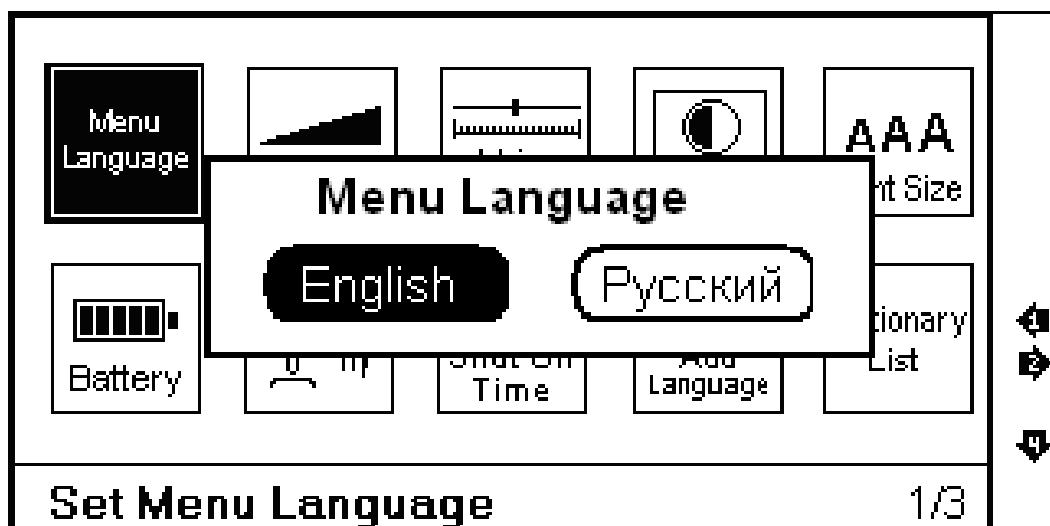 Menu
Language
AAA
nt Size
Menu Language
English
Русский
Battery
Time
Add
Language
tionary
List
Set Menu Language
1/3